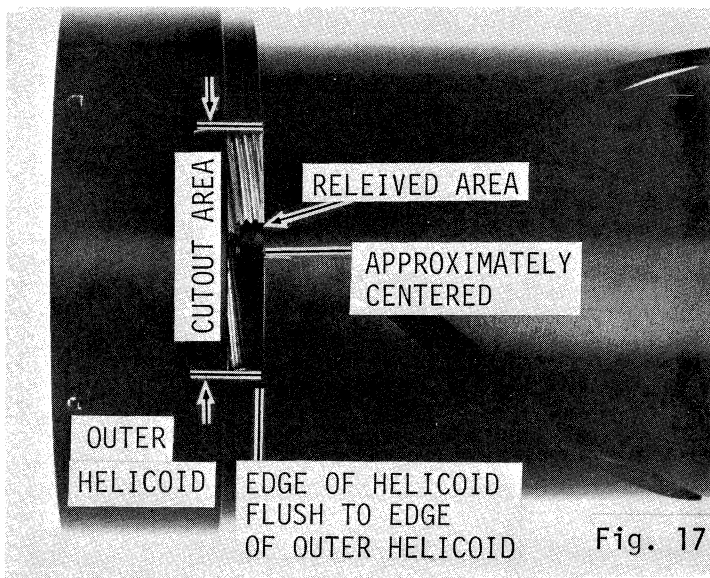 CUTOUT AREA
RELEIVED AREA
APPROXIMATELY
CENTERED
OUTER
HELICOID
EDGE OF HELICOID
FLUSH TO EDGE
OF OUTER HELICOID
Fig. 17